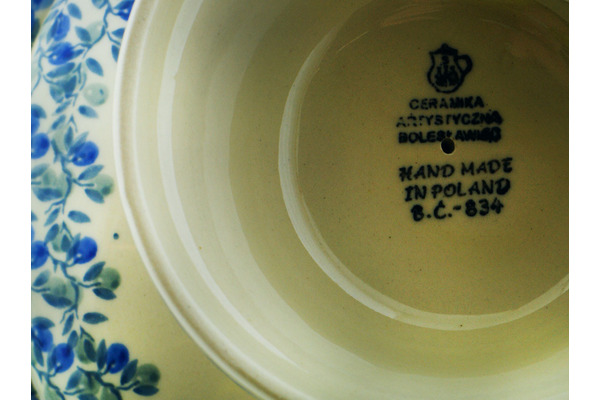 CERAMIKA
ARTYSTYCZNA
BOLESŁAWIEC
HAND MADE
IN POLAND
B.C.-834